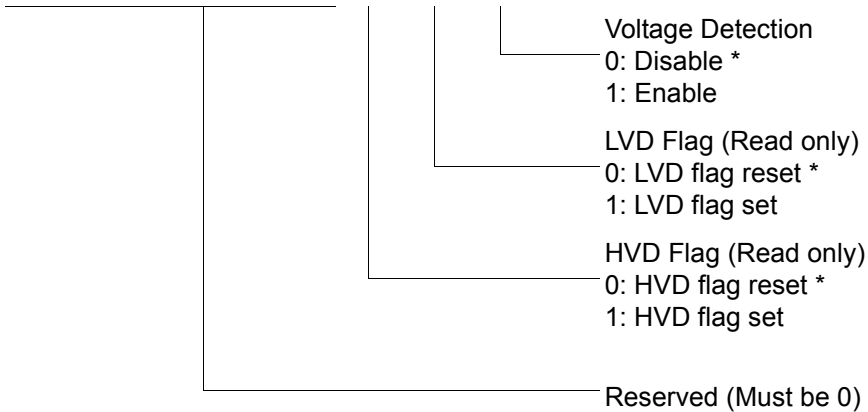 Voltage Detection
0: Disable *
1: Enable
LVD Flag (Read only)
0: LVD flag reset *
1: LVD flag set
HVD Flag (Read only)
0: HVD flag reset *
1: HVD flag set
Reserved (Must be 0)